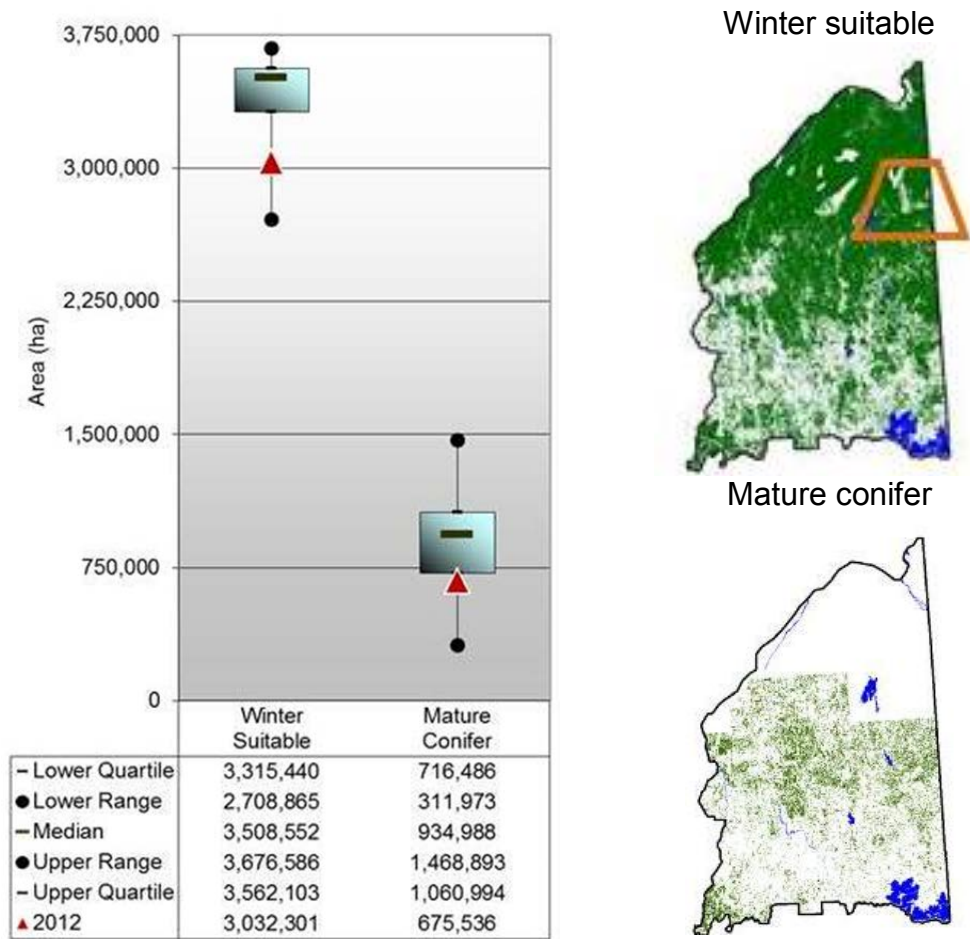 3,750,000
3,000,000
2,250,000
1,500,000
750,000
0
Area (ha)
Winter Suitable Mature Conifer
– Lower Quartile 3,315,440 716,486
● Lower Range 2,708,865 311,973
– Median 3,508,552 934,988
● Upper Range 3,676,586 1,468,893
– Upper Quartile 3,562,103 1,060,994
▲ 2012 3,032,301 675,536
Winter suitable
Mature conifer